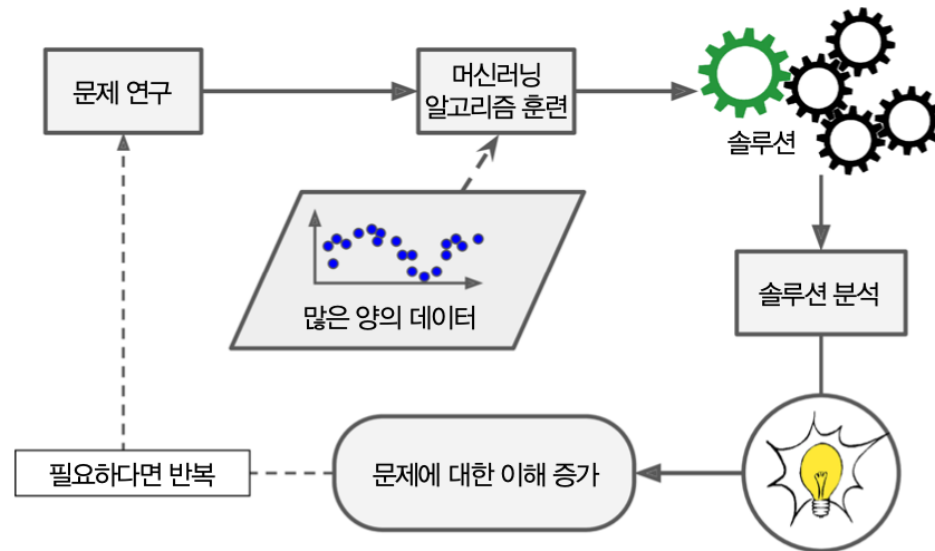 문제 연구
머신러닝
알고리즘 훈련
솔루션
많은 양의 데이터
솔루션 분석
필요하다면 반복
문제에 대한 이해 증가